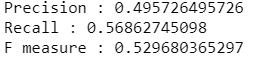 Precision : 0.495726495726
Recall : 0.56862745098
F measure : 0.529680365297